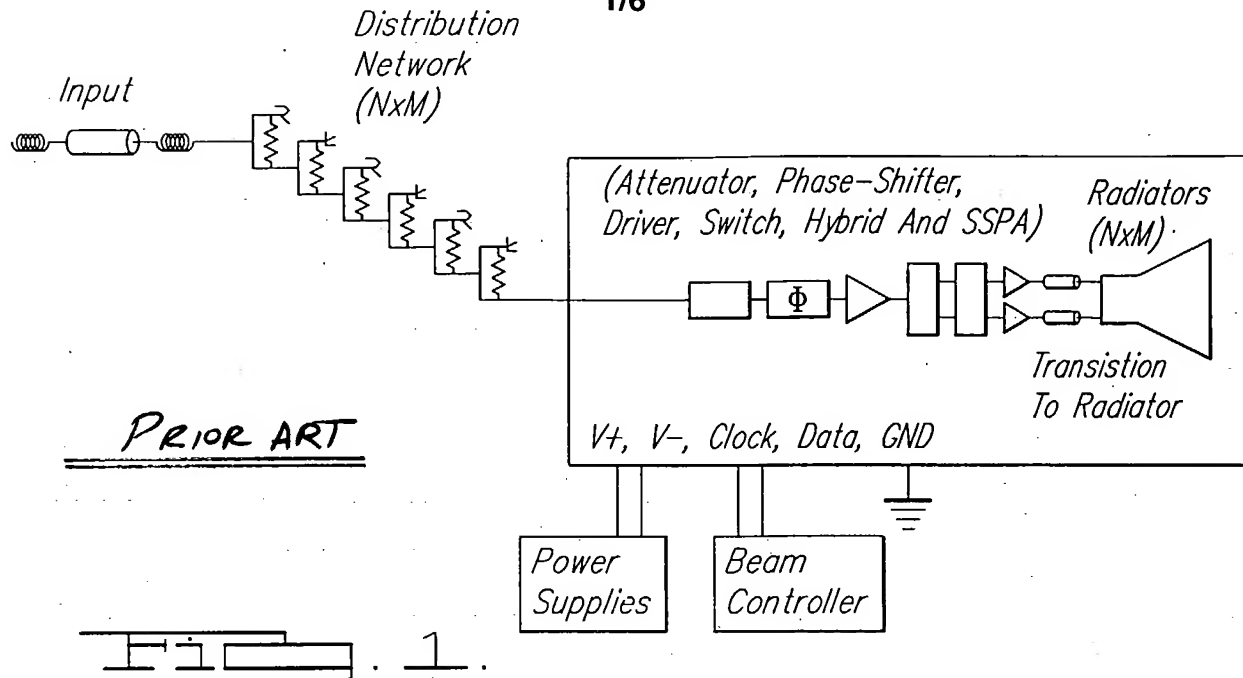 1/6
Distribution
Network
(NxM)
Input
(Attenuator, Phase-Shifter,
Driver, Switch, Hybrid And SSPA)
Radiators
(NxM)
Φ
Transistion
To Radiator
PRIOR ART
V+, V-, Clock, Data, GND
Power
Supplies
Beam
Controller
FIG. 1.